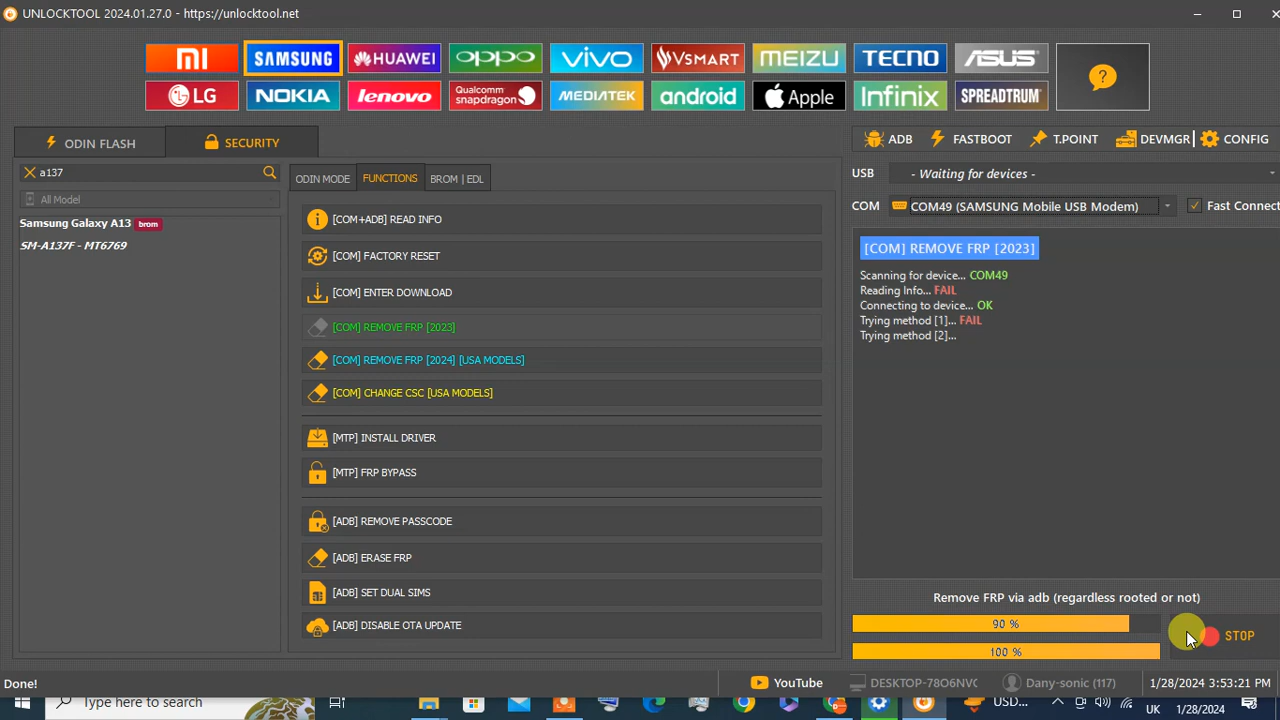 UNLOCKTOOL 2024.01.27.0 - https://unlocktool.net
mi SAMSUNG HUAWEI oppo vivo VSMART MEIZU TECNO ASUS ?
LG NOKIA lenovo Qualcomm snapdragon MEDIATEK android Apple Infinix SPREADTRUM
ODIN FLASH SECURITY
ADB FASTBOOT T.POINT DEVMGR CONFIG
a137
All Model
Samsung Galaxy A13 brom
SM-A137F - MT6769
ODIN MODE FUNCTIONS BROM | EDL
[COM+ADB] READ INFO
[COM] FACTORY RESET
[COM] ENTER DOWNLOAD
[COM] REMOVE FRP [2023]
[COM] REMOVE FRP [2024] [USA MODELS]
[COM] CHANGE CSC [USA MODELS]
[MTP] INSTALL DRIVER
[MTP] FRP BYPASS
[ADB] REMOVE PASSCODE
[ADB] ERASE FRP
[ADB] SET DUAL SIMS
[ADB] DISABLE OTA UPDATE
USB - Waiting for devices -
COM COM49 (SAMSUNG Mobile USB Modem) Fast Connect
[COM] REMOVE FRP [2023]
Scanning for device... COM49
Reading Info... FAIL
Connecting to device... OK
Trying method [1]... FAIL
Trying method [2]...
Remove FRP via adb (regardless rooted or not)
90 %
STOP
100 %
Done! YouTube DESKTOP-78O6NVC Dany-sonic (117) 1/28/2024 3:53:21 PM
Type here to search USD... UK 1/28/2024